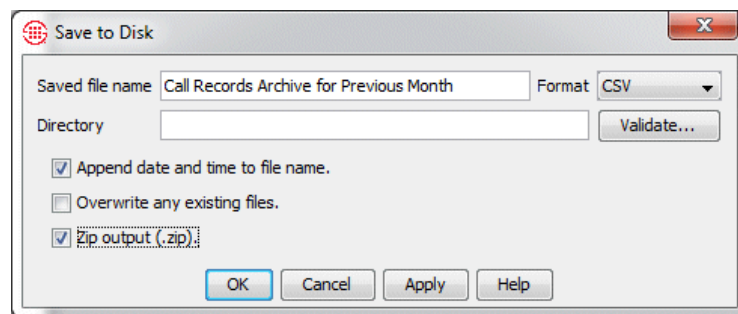 Save to Disk
X
Saved file name Call Records Archive for Previous Month Format CSV
Directory Validate...
Append date and time to file name.
Overwrite any existing files.
Zip output (.zip).
OK Cancel Apply Help